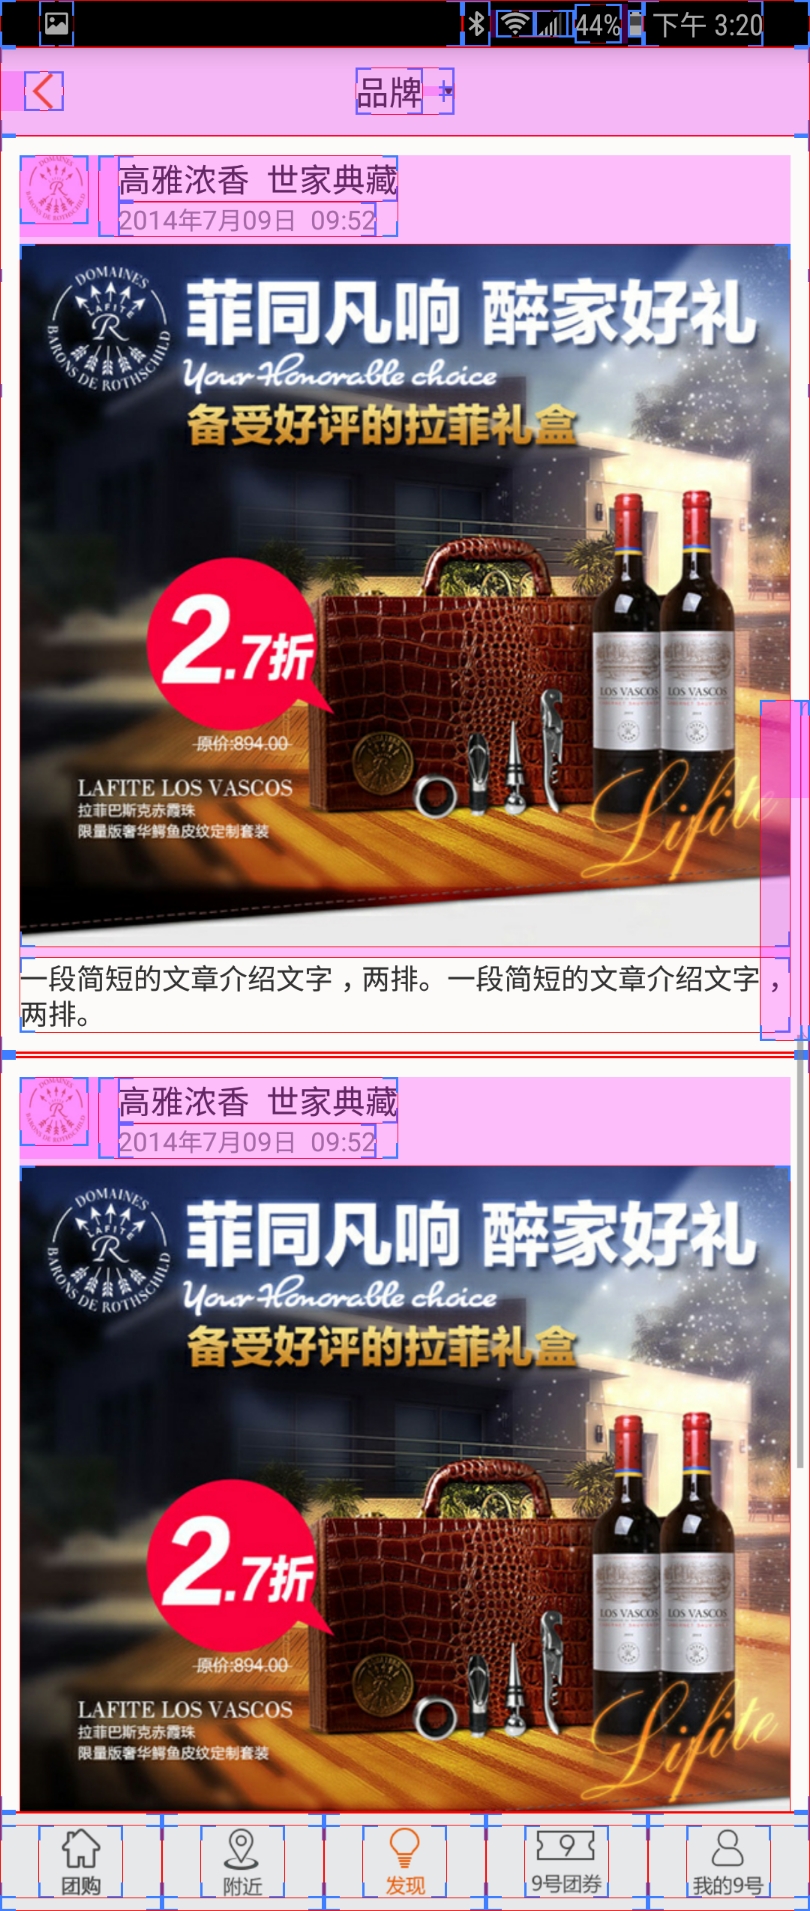 44% 下午 3:20
品牌
高雅浓香 世家典藏
2014年7月09日 09:52
DOMAINES
LAFITE
R
BARONS DE ROTHSCHILD
菲同凡响 醉家好礼
Your Honorable choice
备受好评的拉菲礼盒
2.7折
原价:894.00
LOS VASCOS LOS VASCOS
LAFITE LOS VASCOS
拉菲巴斯克赤霞珠
限量版奢华鳄鱼皮纹定制套装
Lifite
一段简短的文章介绍文字，两排。一段简短的文章介绍文字，
两排。
高雅浓香 世家典藏
2014年7月09日 09:52
DOMAINES
LAFITE
R
BARONS DE ROTHSCHILD
菲同凡响 醉家好礼
Your Honorable choice
备受好评的拉菲礼盒
2.7折
原价:894.00
LOS VASCOS LOS VASCOS
LAFITE LOS VASCOS
拉菲巴斯克赤霞珠
限量版奢华鳄鱼皮纹定制套装
Lifite
9
团购 附近 发现 9号团券 我的9号